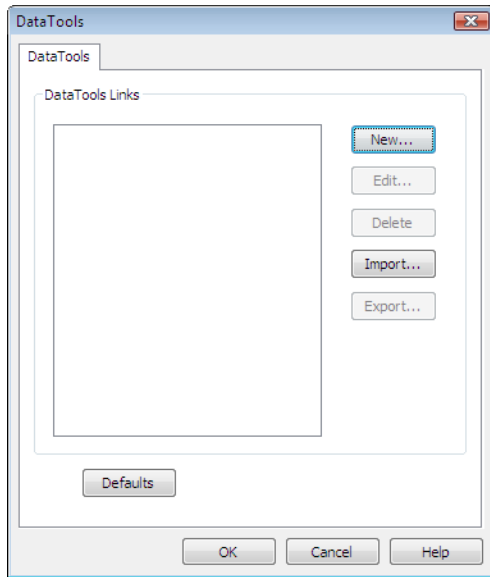 DataTools
DataTools
DataTools Links
New...
Edit...
Delete
Import...
Export...
Defaults
OK Cancel Help